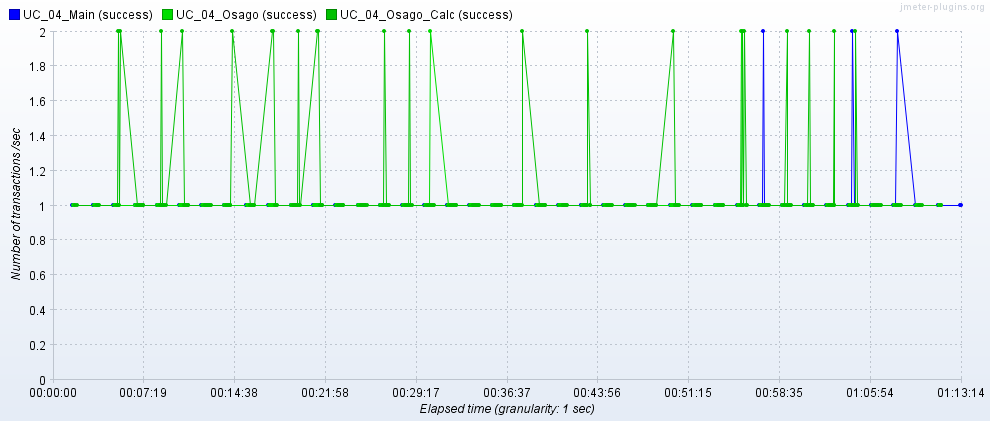 UC_04_Main (success) UC_04_Osago (success) UC_04_Osago_Calc (success)
jmeter-plugins.org
Number of transactions /sec
2
1.8
1.6
1.4
1.2
1
0.8
0.6
0.4
0.2
0
00:00:00 00:07:19 00:14:38 00:21:58 00:29:17 00:36:37 00:43:56 00:51:15 00:58:35 01:05:54 01:13:14
Elapsed time (granularity: 1 sec)